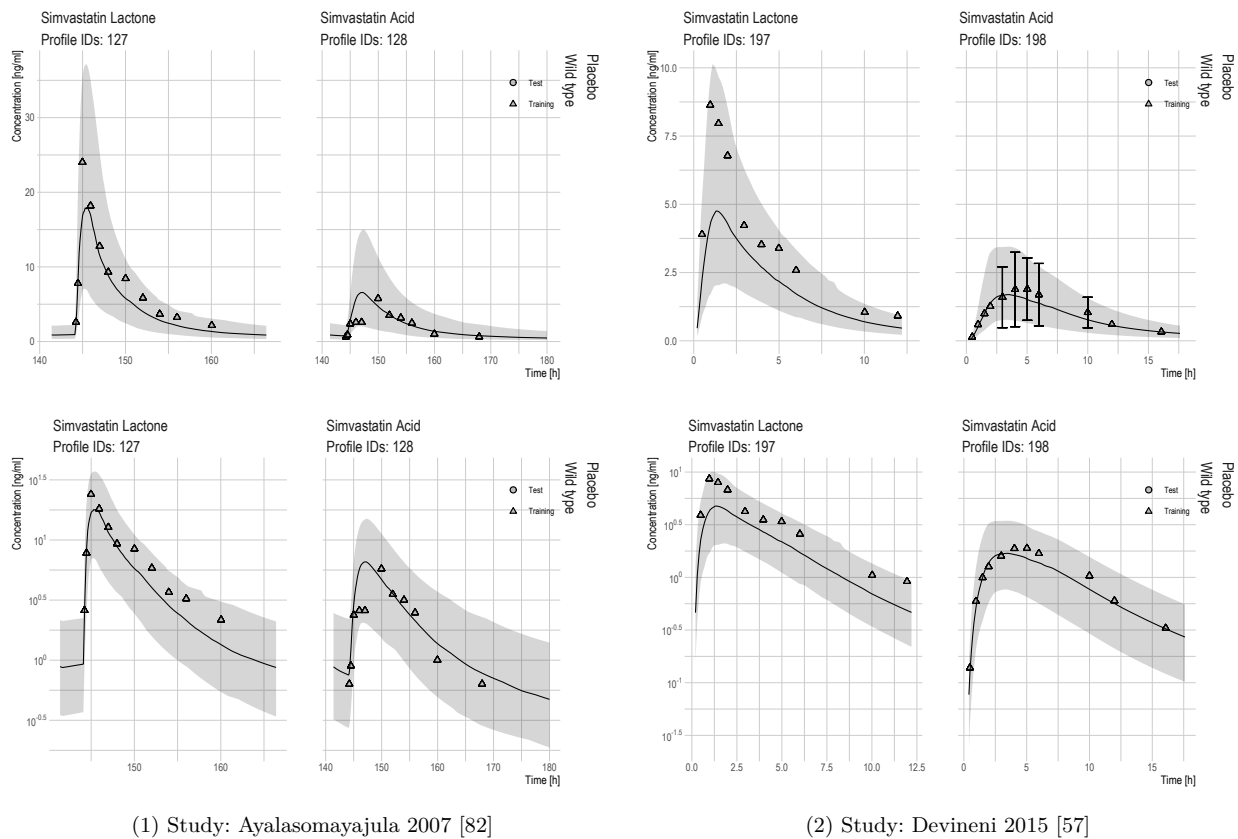 Simvastatin Lactone
Profile IDs: 127
Simvastatin Acid
Profile IDs: 128
Placebo
Wild type
Concentration [ng/ml]
30
20
10
0
140
150
160
140
150
160
170
180
Time [h]
Test
Training
Simvastatin Lactone
Profile IDs: 197
Simvastatin Acid
Profile IDs: 198
Placebo
Wild type
Concentration [ng/ml]
10.0
7.5
5.0
2.5
0.0
0
5
10
0
5
10
15
Time [h]
Test
Training
Simvastatin Lactone
Profile IDs: 127
Simvastatin Acid
Profile IDs: 128
Placebo
Wild type
Concentration [ng/ml]
10^1.5
10^1
10^0.5
10^0
10^-0.5
150
160
140
150
160
170
180
Time [h]
Test
Training
Simvastatin Lactone
Profile IDs: 197
Simvastatin Acid
Profile IDs: 198
Placebo
Wild type
Concentration [ng/ml]
10^1
10^0.5
10^0
10^-0.5
10^-1
10^-1.5
0.0
2.5
5.0
7.5
10.0
12.5
0
5
10
15
Time [h]
Test
Training
(1) Study: Ayalasomayajula 2007 [82]
(2) Study: Devineni 2015 [57]